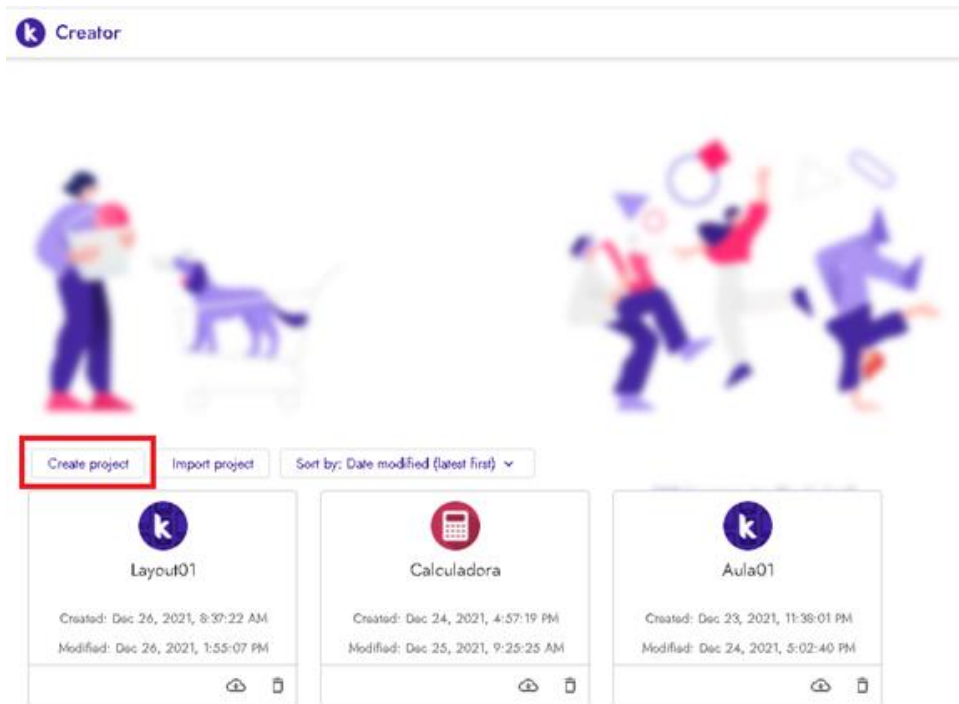 Creator
Create project
Import project
Sort by: Date modified (latest first)
Layout01
Created: Dec 26, 2021, 8:37:22 AM
Modified: Dec 26, 2021, 1:55:07 PM
Calculadora
Created: Dec 24, 2021, 4:57:19 PM
Modified: Dec 25, 2021, 9:25:25 AM
Aula01
Created: Dec 23, 2021, 11:38:01 PM
Modified: Dec 24, 2021, 5:02:40 PM